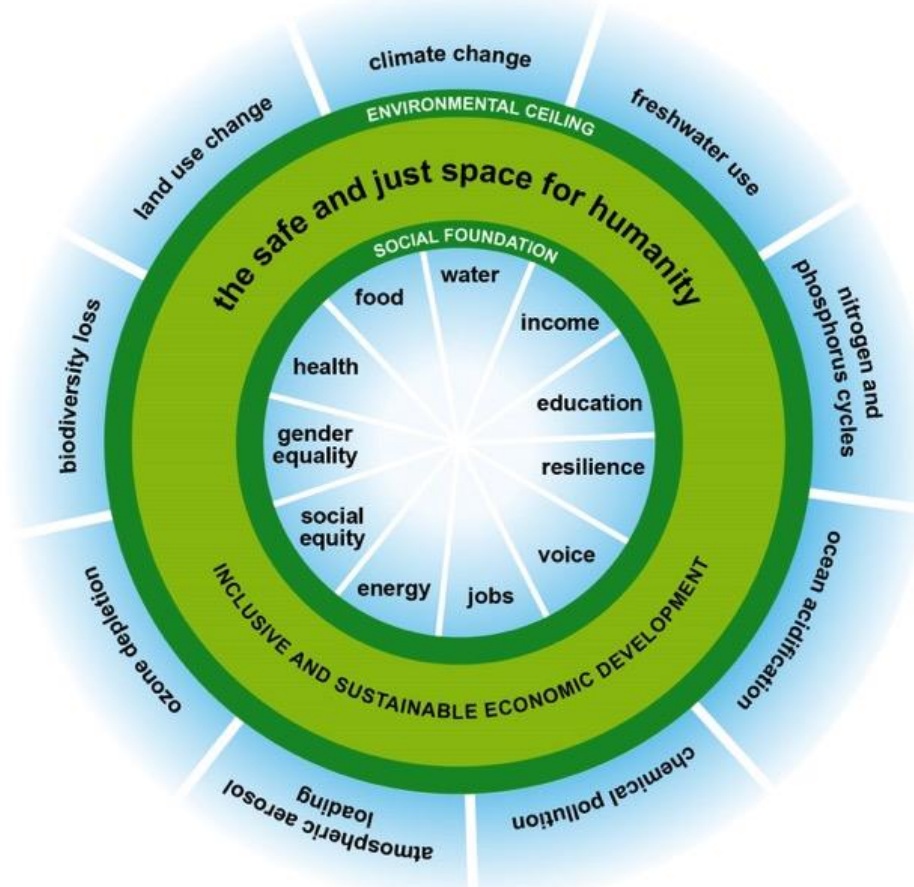 climate change
freshwater use
nitrogen and
phosphorus cycles
ocean acidification
chemical pollution
atmospheric aerosol
loading
ozone depletion
biodiversity loss
land use change
ENVIRONMENTAL CEILING
the safe and just space for humanity
SOCIAL FOUNDATION
water
income
education
resilience
voice
jobs
energy
social
equity
gender
equality
health
food
INCLUSIVE AND SUSTAINABLE ECONOMIC DEVELOPMENT